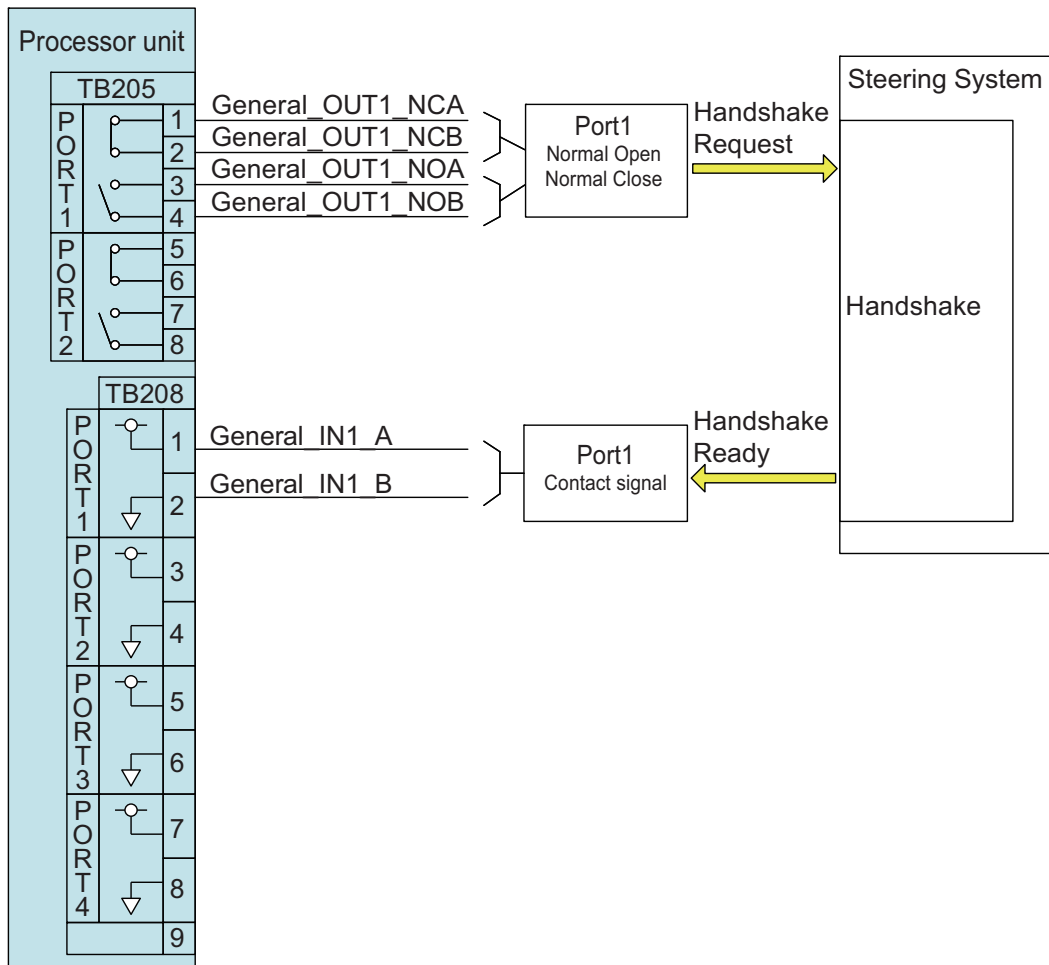 Processor unit
TB205
PORT1
1
2
3
4
PORT2
5
6
7
8
General_OUT1_NCA
General_OUT1_NCB
General_OUT1_NOA
General_OUT1_NOB
Port1
Normal Open
Normal Close
Handshake
Request
Steering System
Handshake
TB208
PORT1
1
2
PORT2
3
4
PORT3
5
6
PORT4
7
8
9
General_IN1_A
General_IN1_B
Port1
Contact signal
Handshake
Ready